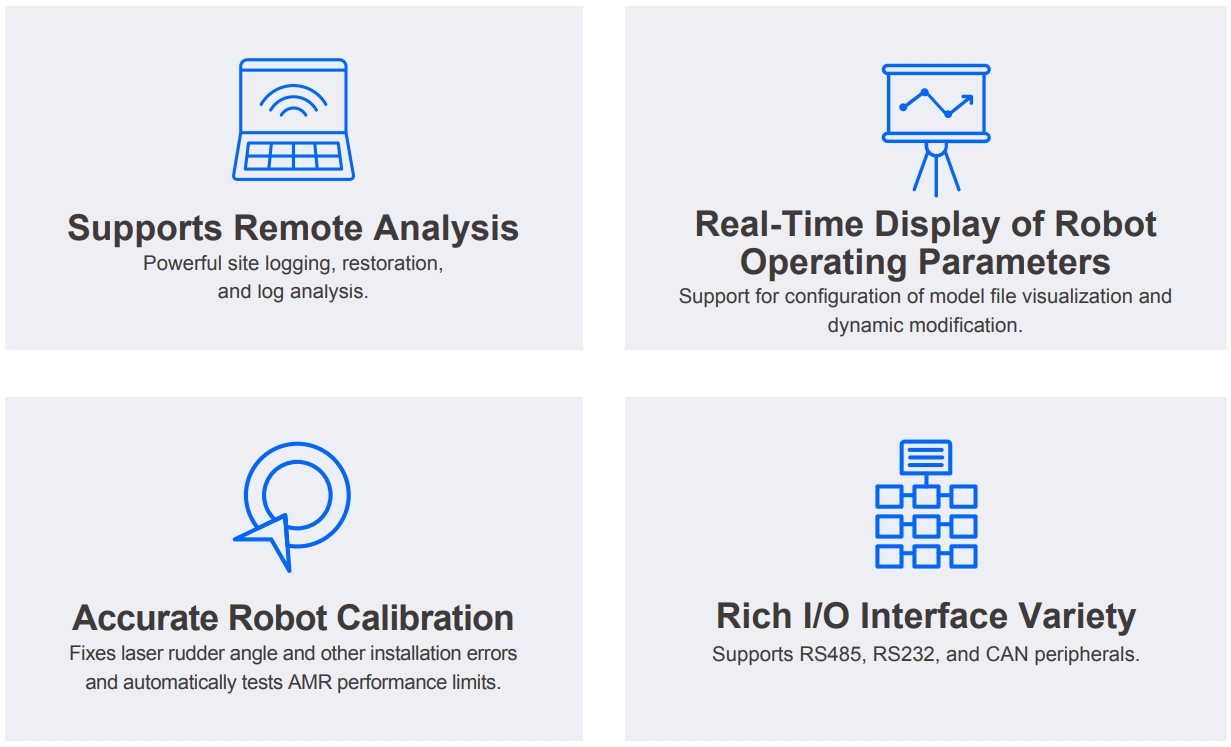 Supports Remote Analysis
Powerful site logging, restoration,
and log analysis.
Real-Time Display of Robot
Operating Parameters
Support for configuration of model file visualization and
dynamic modification.
Accurate Robot Calibration
Fixes laser rudder angle and other installation errors
and automatically tests AMR performance limits.
Rich I/O Interface Variety
Supports RS485, RS232, and CAN peripherals.